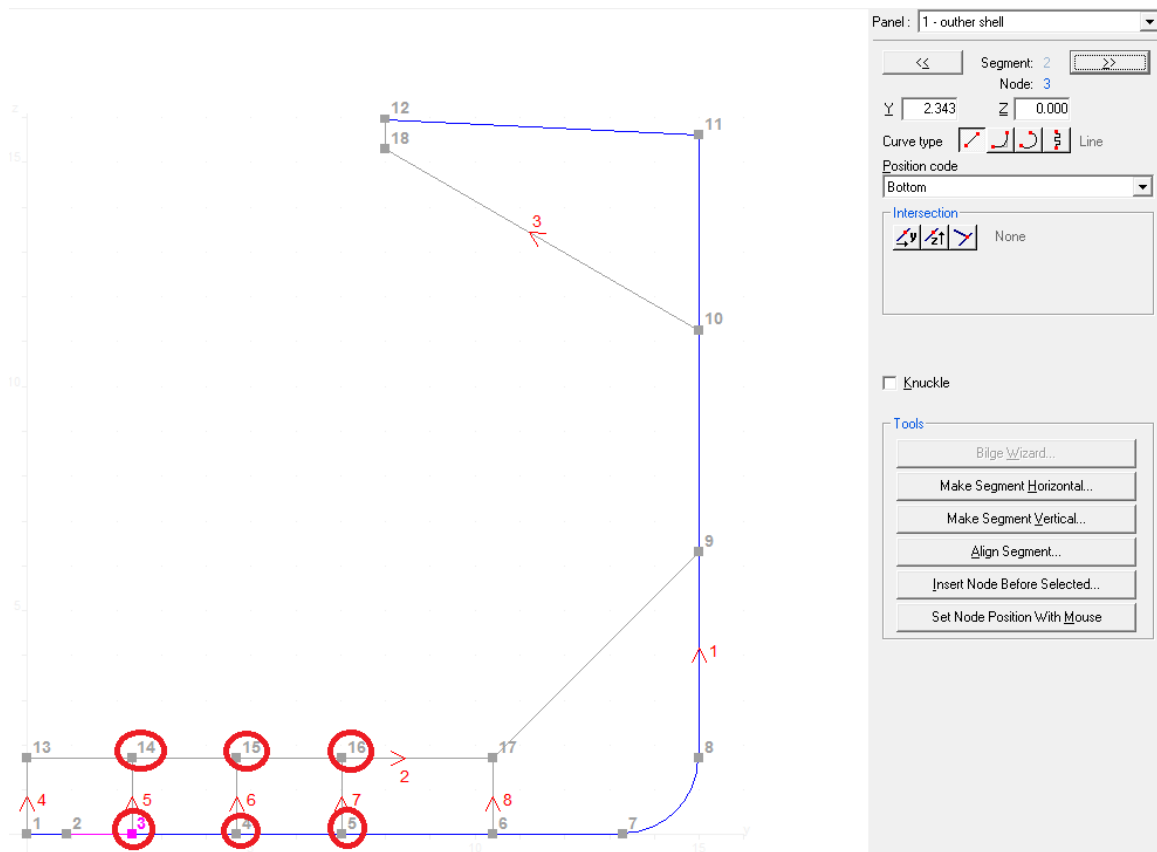 Panel : 1 - outher shell
<< Segment: 2 >>
Node: 3
Y 2.343 Z 0.000
Curve type Line
Position code
Bottom
Intersection
y z None
Knuckle
Tools
Bilge Wizard...
Make Segment Horizontal...
Make Segment Vertical...
Align Segment...
Insert Node Before Selected...
Set Node Position With Mouse
z
12
11
18
15
3
10
10
9
5
1
13 14 15 16 17
2
8
4 5 6 7 8
1 2 3 4 5 6 7 y
10 15